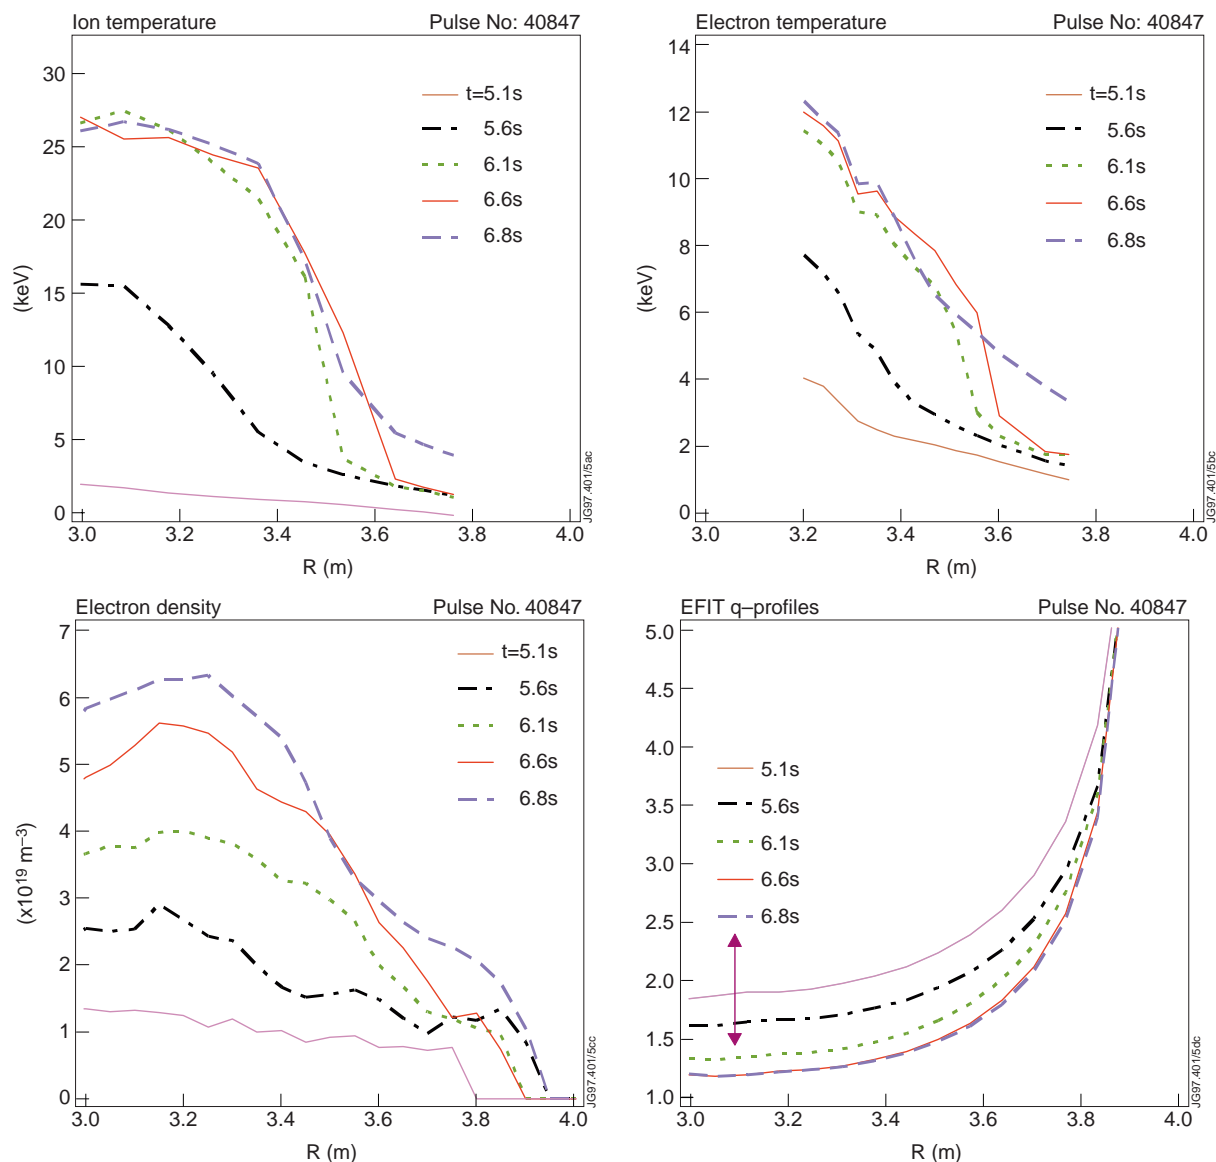 Ion temperature Pulse No: 40847
30
25
20
15
10
5
0
(keV)
t=5.1s
5.6s
6.1s
6.6s
6.8s
3.0 3.2 3.4 3.6 3.8 4.0
R (m)
JG97.401/5ac
Electron temperature Pulse No: 40847
14
12
10
8
6
4
2
0
(keV)
t=5.1s
5.6s
6.1s
6.6s
6.8s
3.0 3.2 3.4 3.6 3.8 4.0
R (m)
JG97.401/5bc
Electron density Pulse No. 40847
7
6
5
4
3
2
1
0
(x10¹⁹ m⁻³)
t=5.1s
5.6s
6.1s
6.6s
6.8s
3.0 3.2 3.4 3.6 3.8 4.0
R (m)
JG97.401/5cc
EFIT q–profiles Pulse No. 40847
5.0
4.5
4.0
3.5
3.0
2.5
2.0
1.5
1.0
5.1s
5.6s
6.1s
6.6s
6.8s
3.0 3.2 3.4 3.6 3.8 4.0
R (m)
JG97.401/5dc